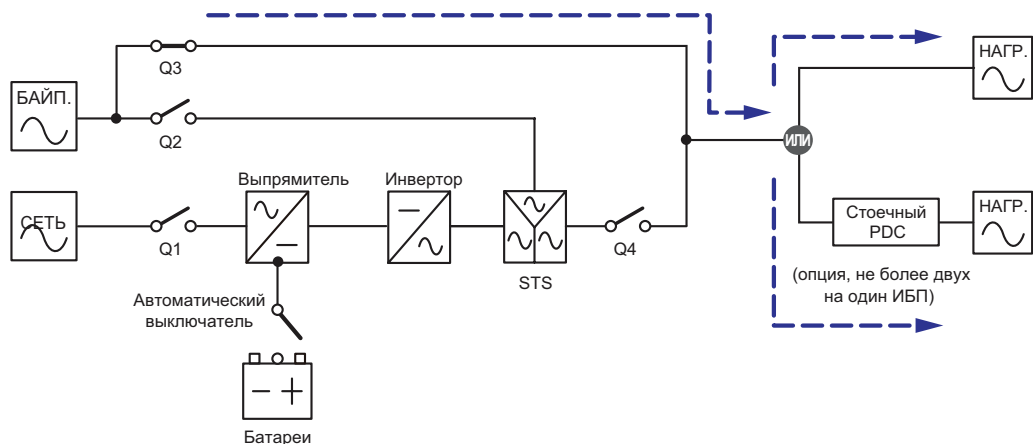 Q3
НАГР.
БАЙП.
Q2
ИЛИ
Выпрямитель
Инвертор
СЕТЬ
Q1
STS
Q4
Стоечный
PDC
НАГР.
(опция, не более двух
на один ИБП)
Автоматический
выключатель
Батареи